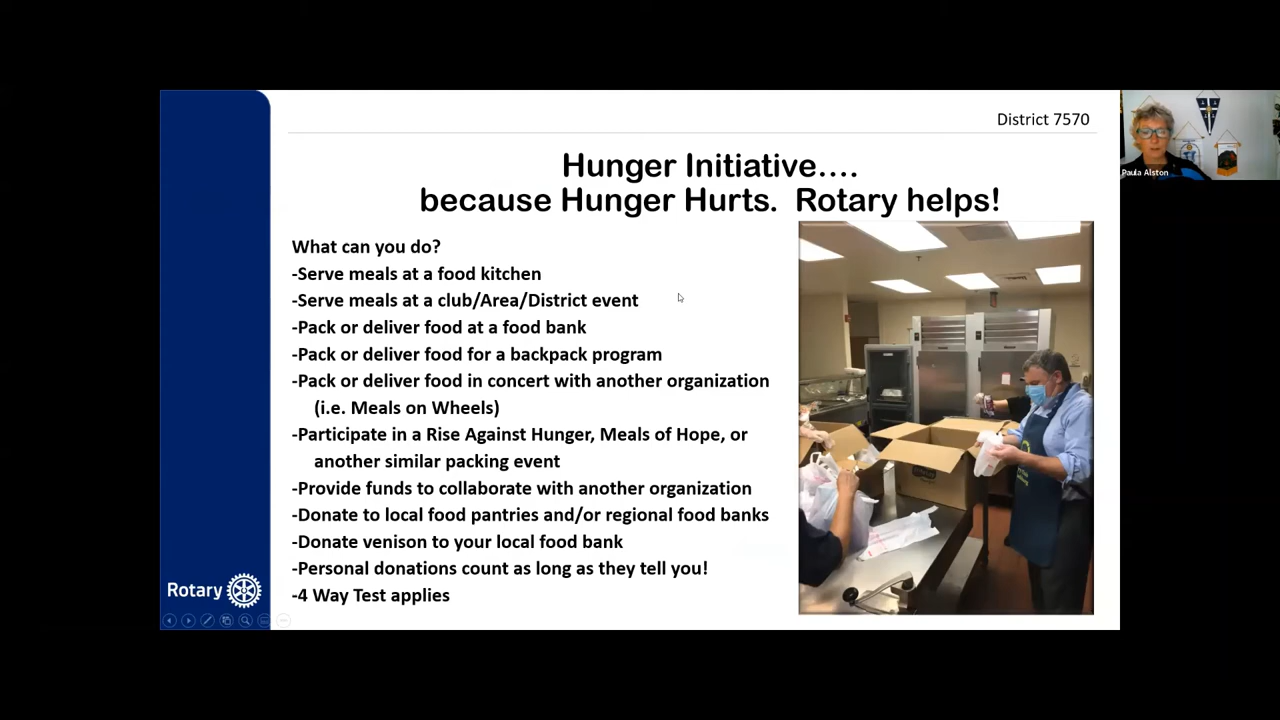 District 7570
Paula Alston
Hunger Initiative....
because Hunger Hurts.  Rotary helps!
What can you do?
-Serve meals at a food kitchen
-Serve meals at a club/Area/District event
-Pack or deliver food at a food bank
-Pack or deliver food for a backpack program
-Pack or deliver food in concert with another organization
(i.e. Meals on Wheels)
-Participate in a Rise Against Hunger, Meals of Hope, or
another similar packing event
-Provide funds to collaborate with another organization
-Donate to local food pantries and/or regional food banks
-Donate venison to your local food bank
-Personal donations count as long as they tell you!
-4 Way Test applies
Rotary